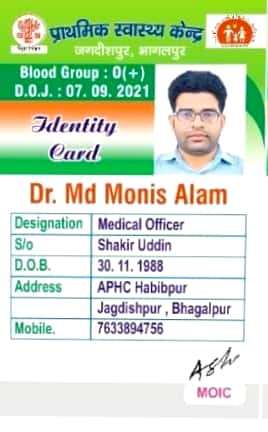 प्राथमिक स्वास्थ्य केन्द्र
जगदीशपुर, भागलपुर
Blood Group : O(+)
D.O.J. : 07. 09. 2021
Identity
Card
Dr. Md Monis Alam
Designation Medical Officer
S/o Shakir Uddin
D.O.B. 30. 11. 1988
Address APHC Habibpur
Jagdishpur , Bhagalpur
Mobile. 7633894756
MOIC